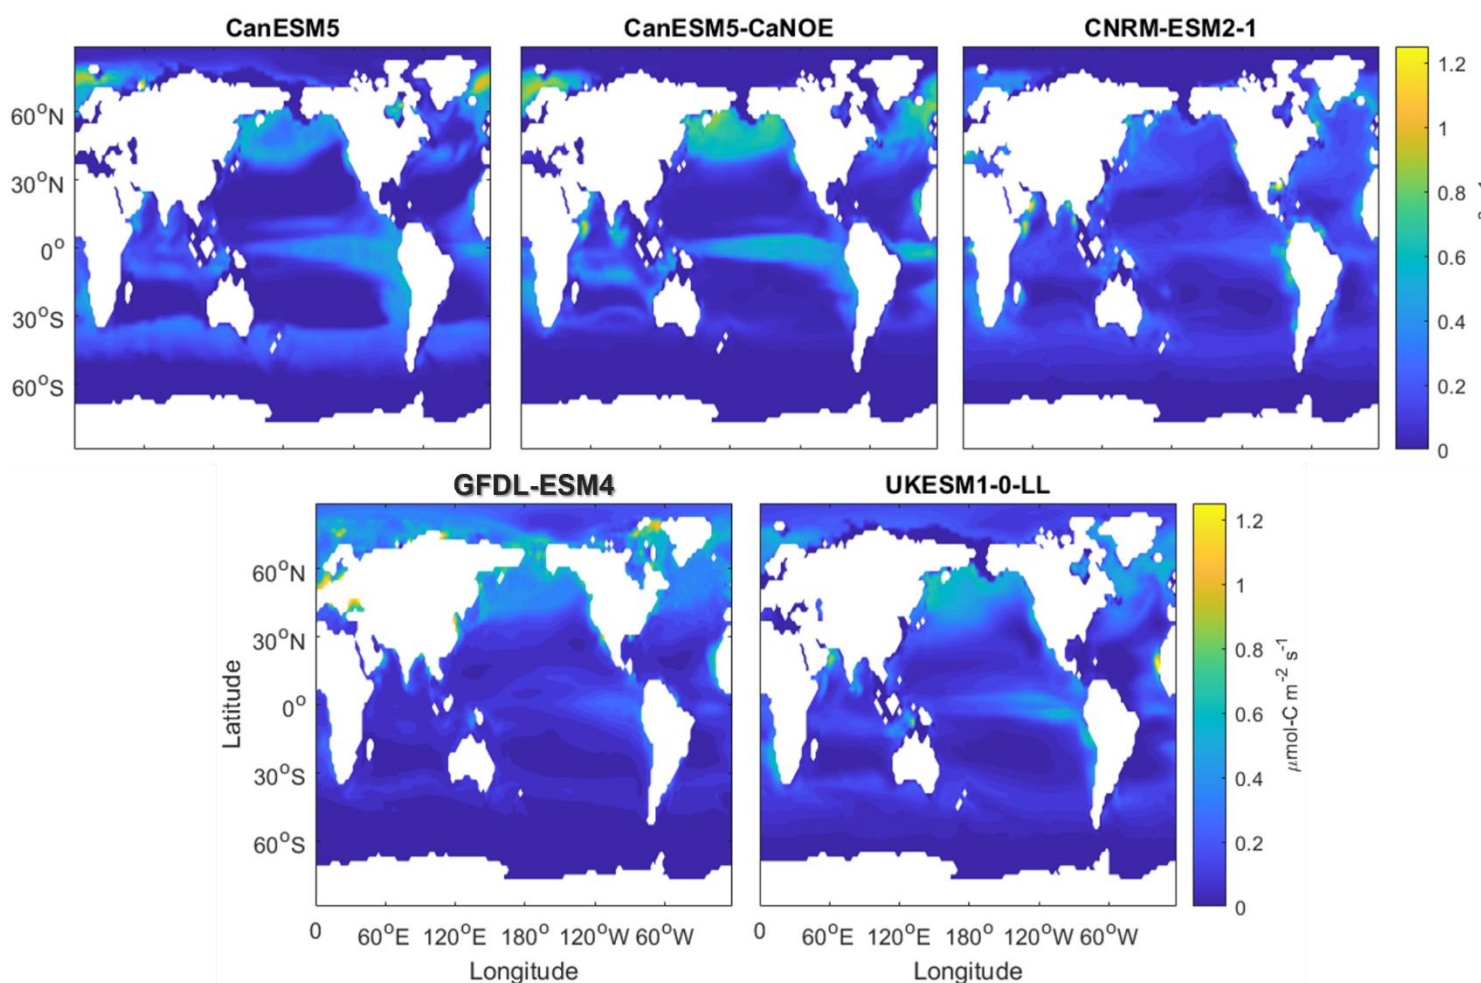 CanESM5 CanESM5-CaNOE CNRM-ESM2-1
60°N
30°N
0°
30°S
60°S
1.2
1
0.8
0.6
0.4
0.2
0
GFDL-ESM4 UKESM1-0-LL
Latitude
60°N
30°N
0°
30°S
60°S
1.2
1
0.8
0.6
0.4
0.2
0
μmol-C m⁻² s⁻¹
0 60°E 120°E 180° 120°W 60°W 0 60°E 120°E 180° 120°W 60°W
Longitude Longitude